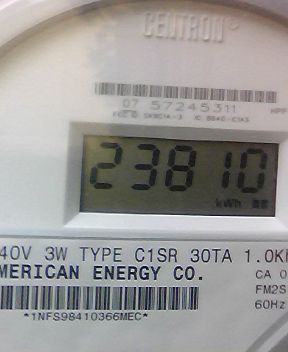 CENTRON®
07 57245311
23810
kWh
40V 3W TYPE C1SR 30TA 1.0K
MERICAN ENERGY CO.
CA 0
FM2S
60Hz
*1NFS98410366MEC*